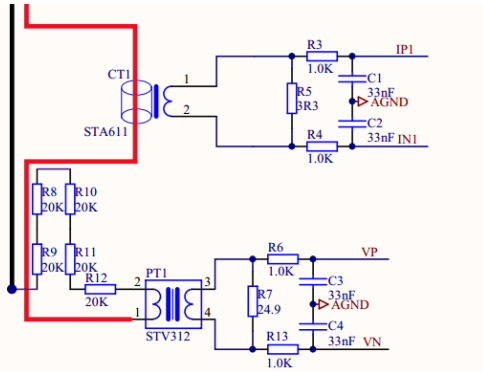 R3
IP1
1.0K
CT1
1
C1
33nF
R5
3R3
AGND
2
C2
STA611
R4
33nF
IN1
1.0K
R8
R10
20K
20K
R9
R11
20K
20K
R12
20K
PT1
2
3
1
4
STV312
R6
VP
1.0K
C3
R7
33nF
24.9
AGND
C4
R13
33nF
VN
1.0K